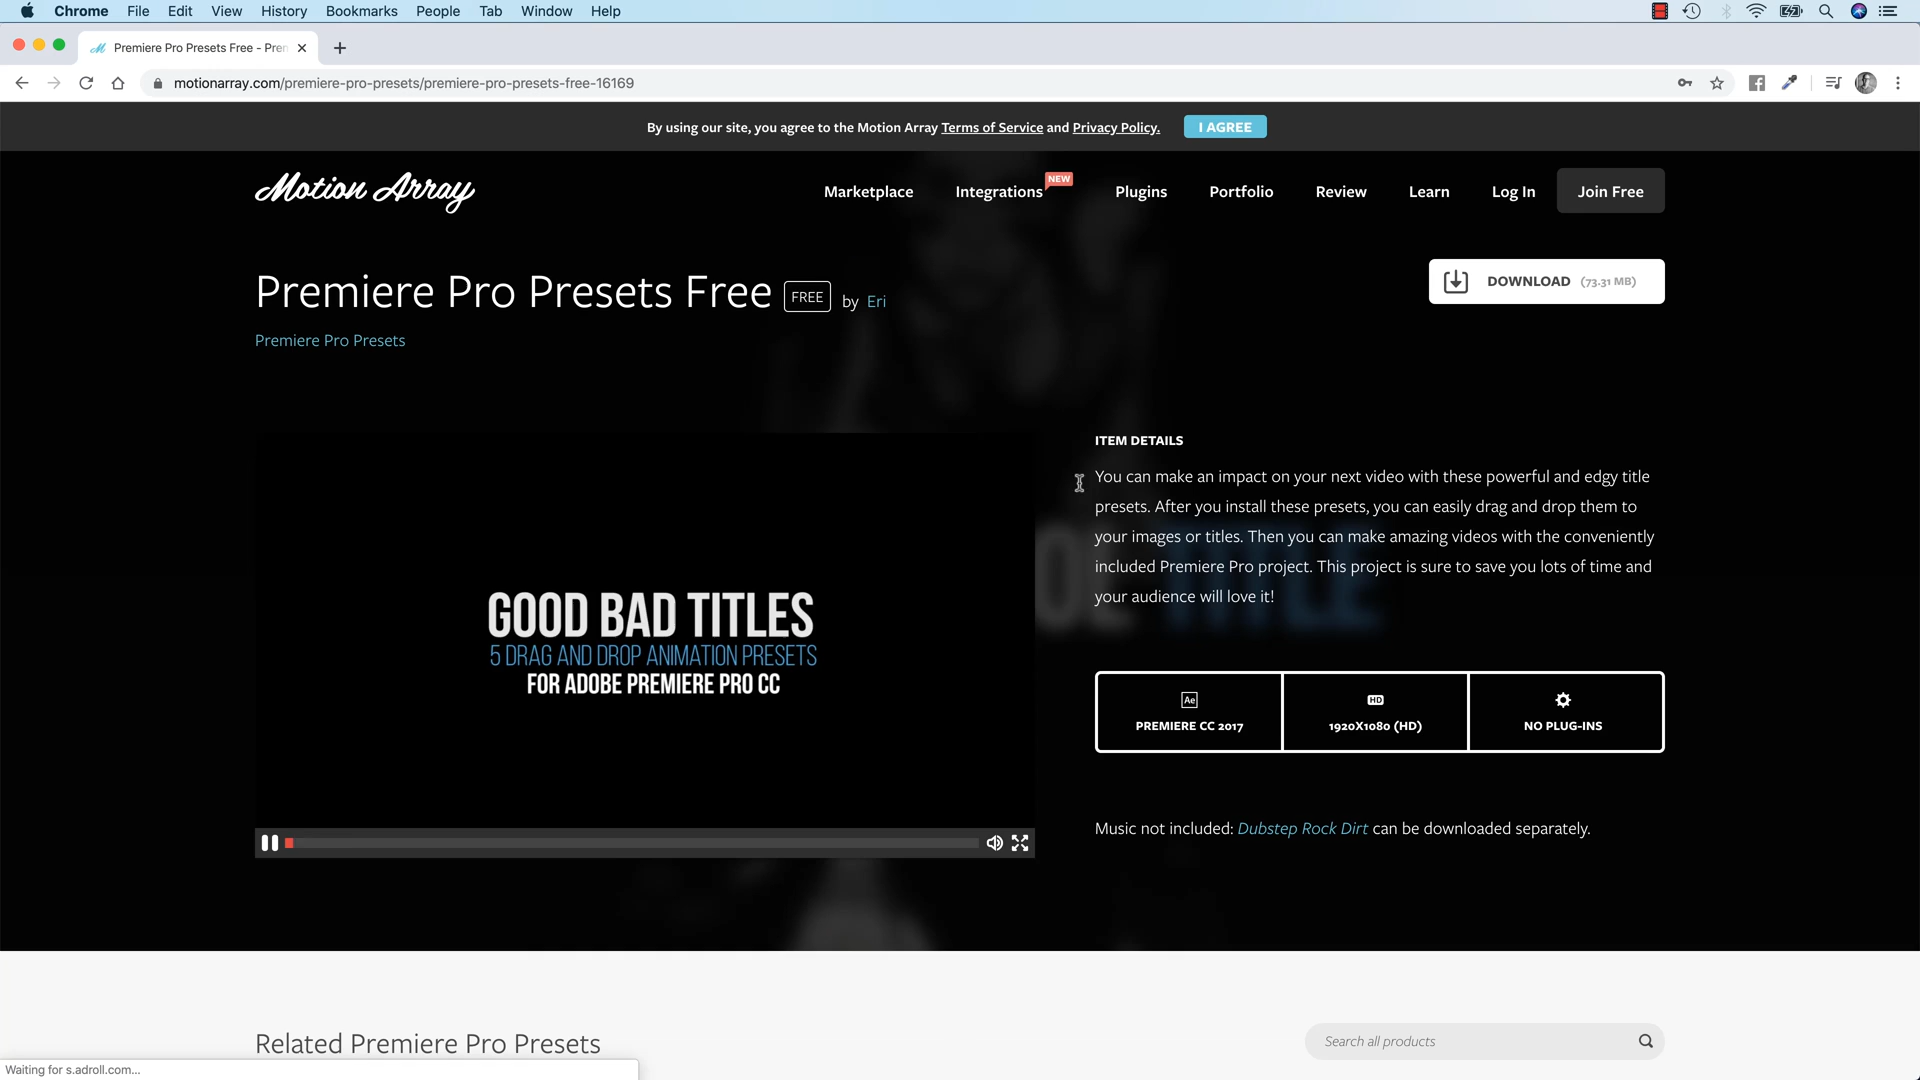 Chrome File Edit View History Bookmarks People Tab Window Help
Premiere Pro Presets Free - Pren
motionarray.com/premiere-pro-presets/premiere-pro-presets-free-16169
By using our site, you agree to the Motion Array Terms of Service and Privacy Policy. I AGREE
Motion Array
Marketplace Integrations NEW Plugins Portfolio Review Learn Log In Join Free
Premiere Pro Presets Free FREE by Eri
DOWNLOAD (73.31 MB)
Premiere Pro Presets
GOOD BAD TITLES
5 DRAG AND DROP ANIMATION PRESETS
FOR ADOBE PREMIERE PRO CC
ITEM DETAILS
You can make an impact on your next video with these powerful and edgy title
presets. After you install these presets, you can easily drag and drop them to
your images or titles. Then you can make amazing videos with the conveniently
included Premiere Pro project. This project is sure to save you lots of time and
your audience will love it!
Ae HD
PREMIERE CC 2017 1920X1080 (HD) NO PLUG-INS
Music not included: Dubstep Rock Dirt can be downloaded separately.
Related Premiere Pro Presets
Search all products
Waiting for s.adroll.com...